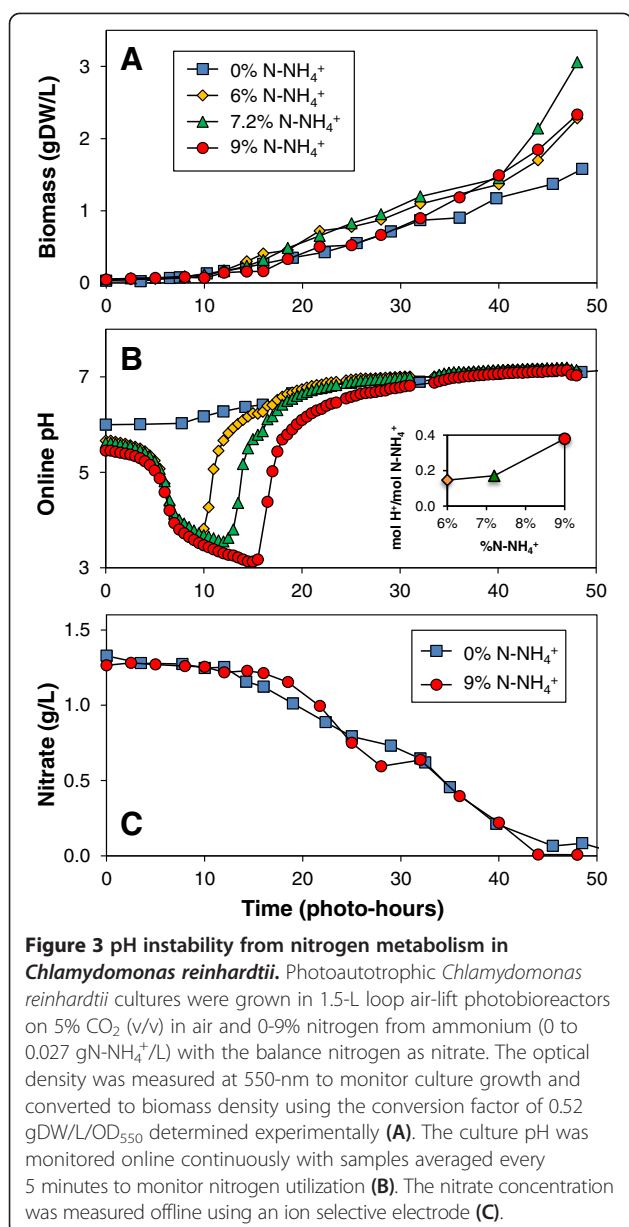 A
0% N-NH₄⁺
6% N-NH₄⁺
7.2% N-NH₄⁺
9% N-NH₄⁺
Biomass (gDW/L)
3
2
1
0
0 10 20 30 40 50
B
Online pH
7
5
3
mol H⁺/mol N-NH₄⁺
0.4
0.2
0.0
6% 7% 8% 9%
%N-NH₄⁺
0 10 20 30 40 50
0% N-NH₄⁺
9% N-NH₄⁺
Nitrate (g/L)
1.5
1.0
0.5
0.0
C
0 10 20 30 40 50
Time (photo-hours)
Figure 3 pH instability from nitrogen metabolism in
Chlamydomonas reinhardtii. Photoautotrophic Chlamydomonas
reinhardtii cultures were grown in 1.5-L loop air-lift photobioreactors
on 5% CO₂ (v/v) in air and 0-9% nitrogen from ammonium (0 to
0.027 gN-NH₄⁺/L) with the balance nitrogen as nitrate. The optical
density was measured at 550-nm to monitor culture growth and
converted to biomass density using the conversion factor of 0.52
gDW/L/OD₅₅₀ determined experimentally (A). The culture pH was
monitored online continuously with samples averaged every
5 minutes to monitor nitrogen utilization (B). The nitrate concentration
was measured offline using an ion selective electrode (C).